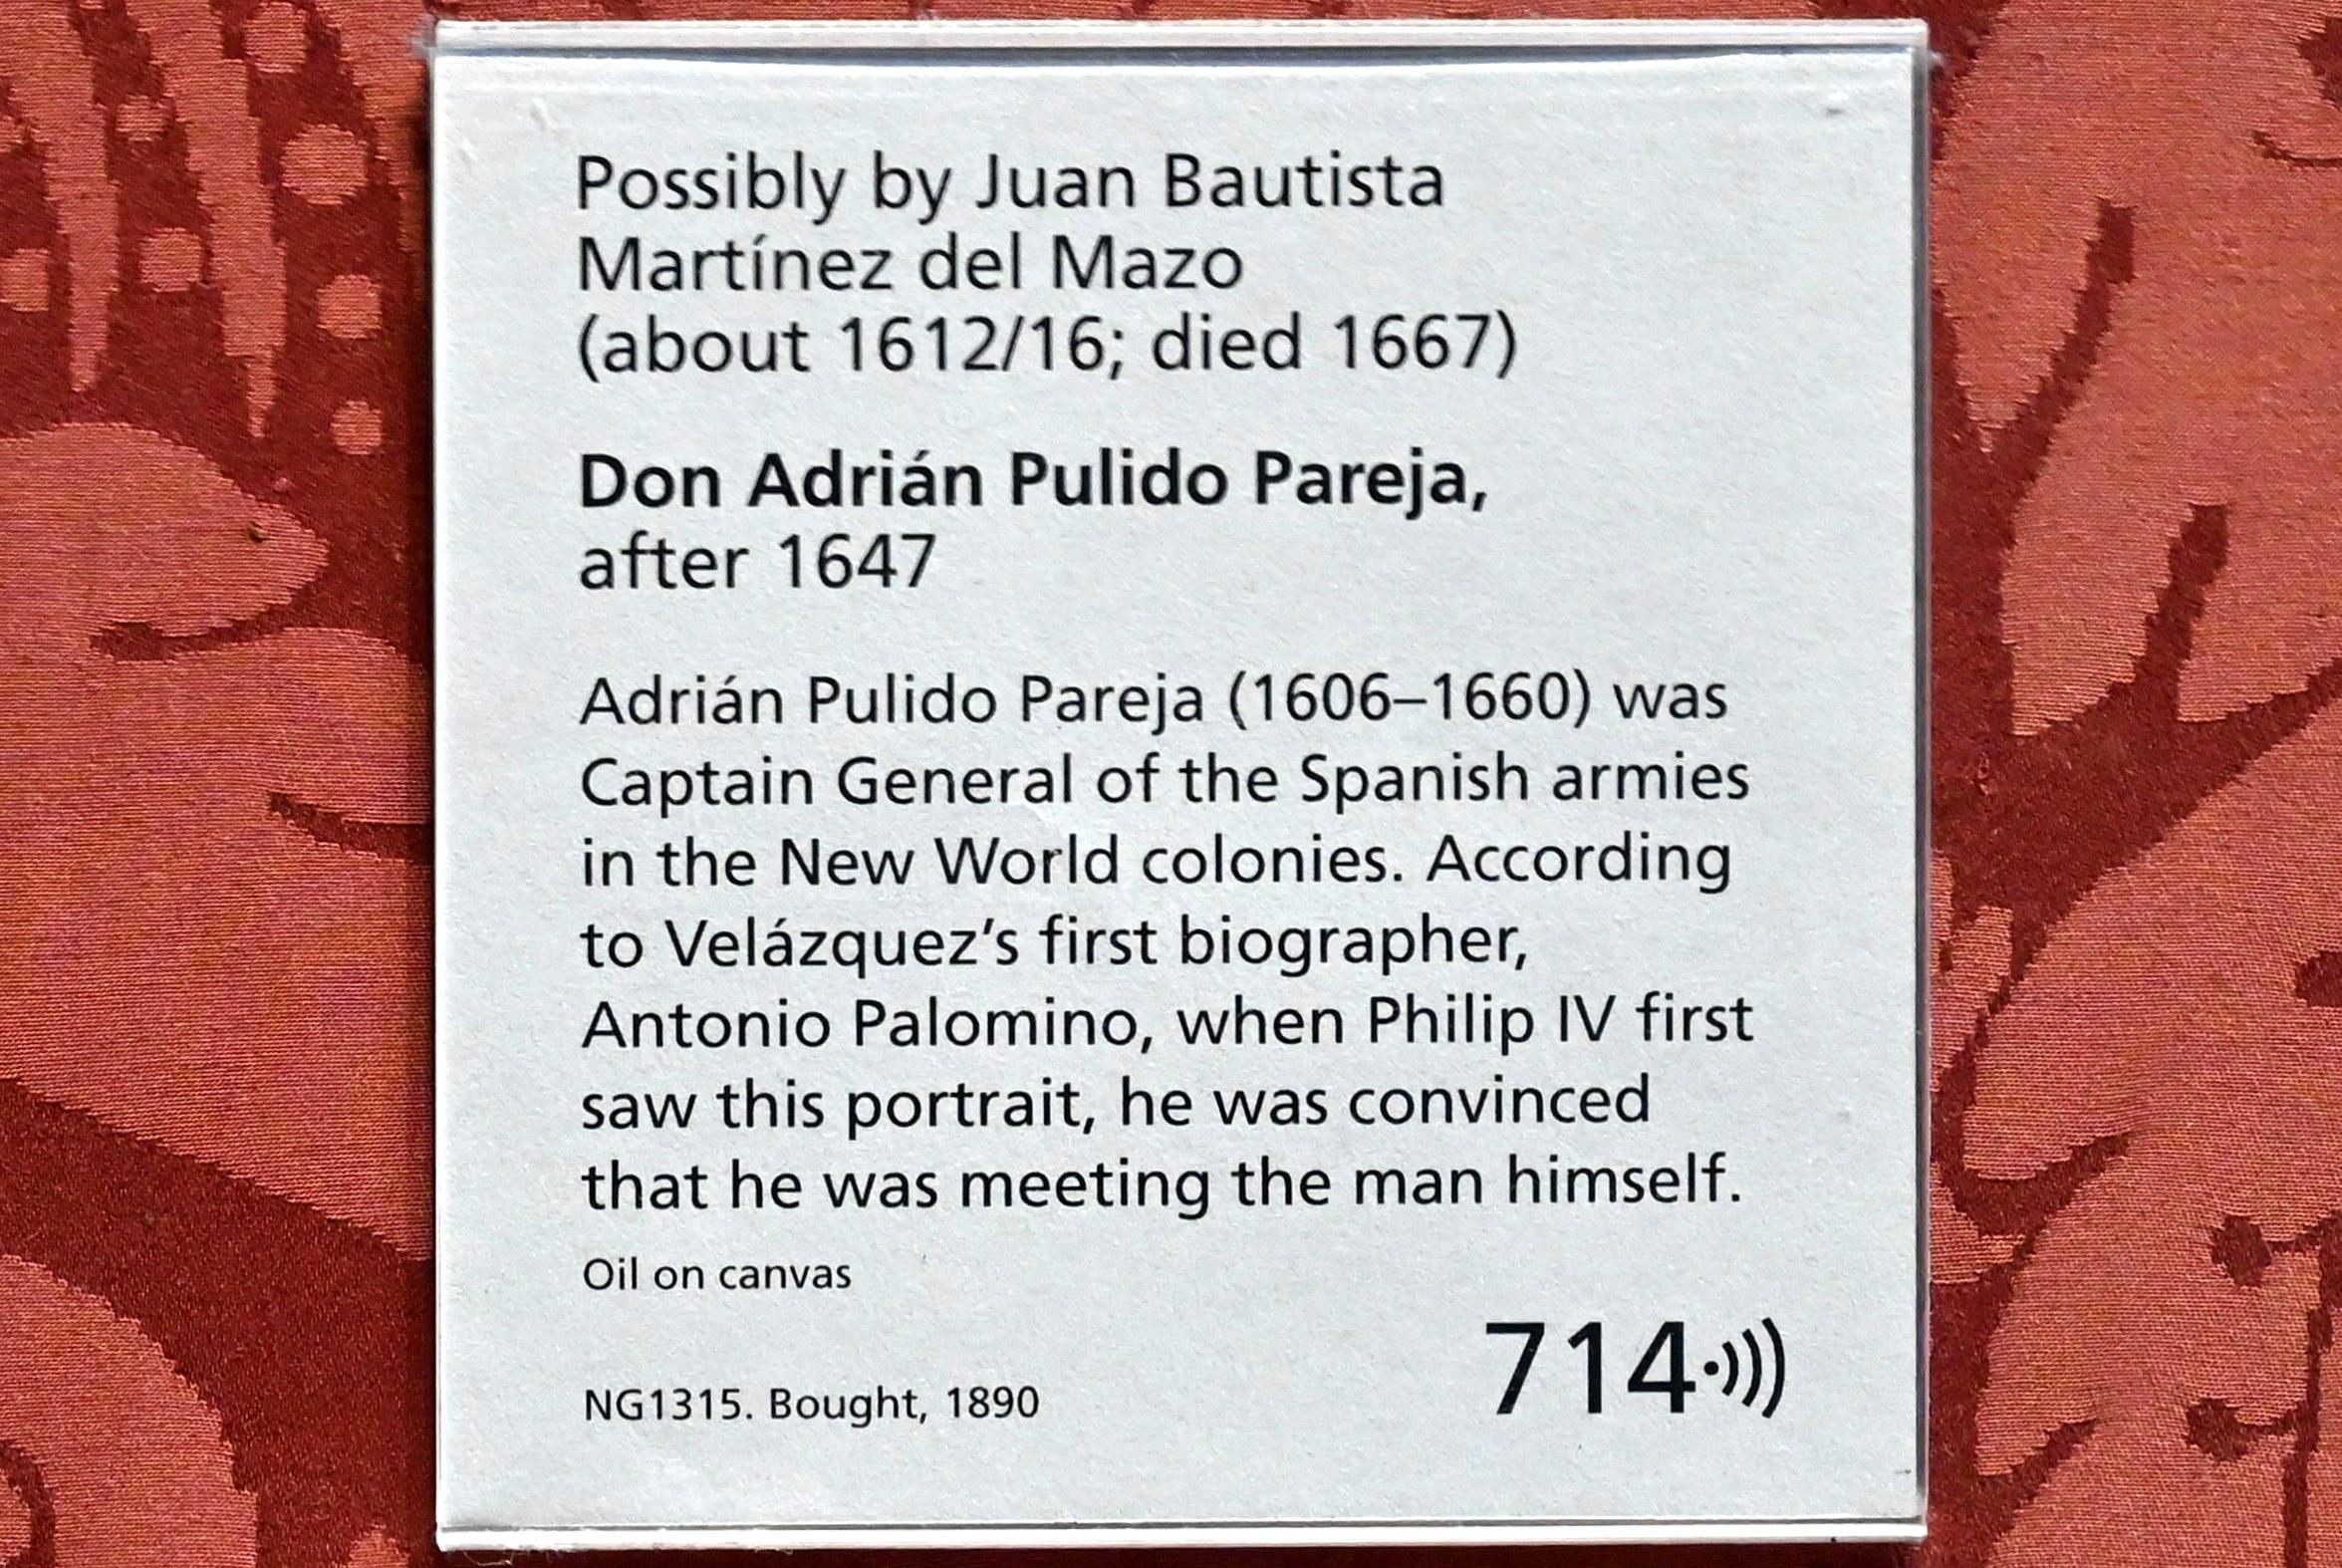 Possibly by Juan Bautista
Martínez del Mazo
(about 1612/16; died 1667)
Don Adrián Pulido Pareja,
after 1647
Adrián Pulido Pareja (1606–1660) was
Captain General of the Spanish armies
in the New World colonies. According
to Velázquez’s first biographer,
Antonio Palomino, when Philip IV first
saw this portrait, he was convinced
that he was meeting the man himself.
Oil on canvas
714
NG1315. Bought, 1890